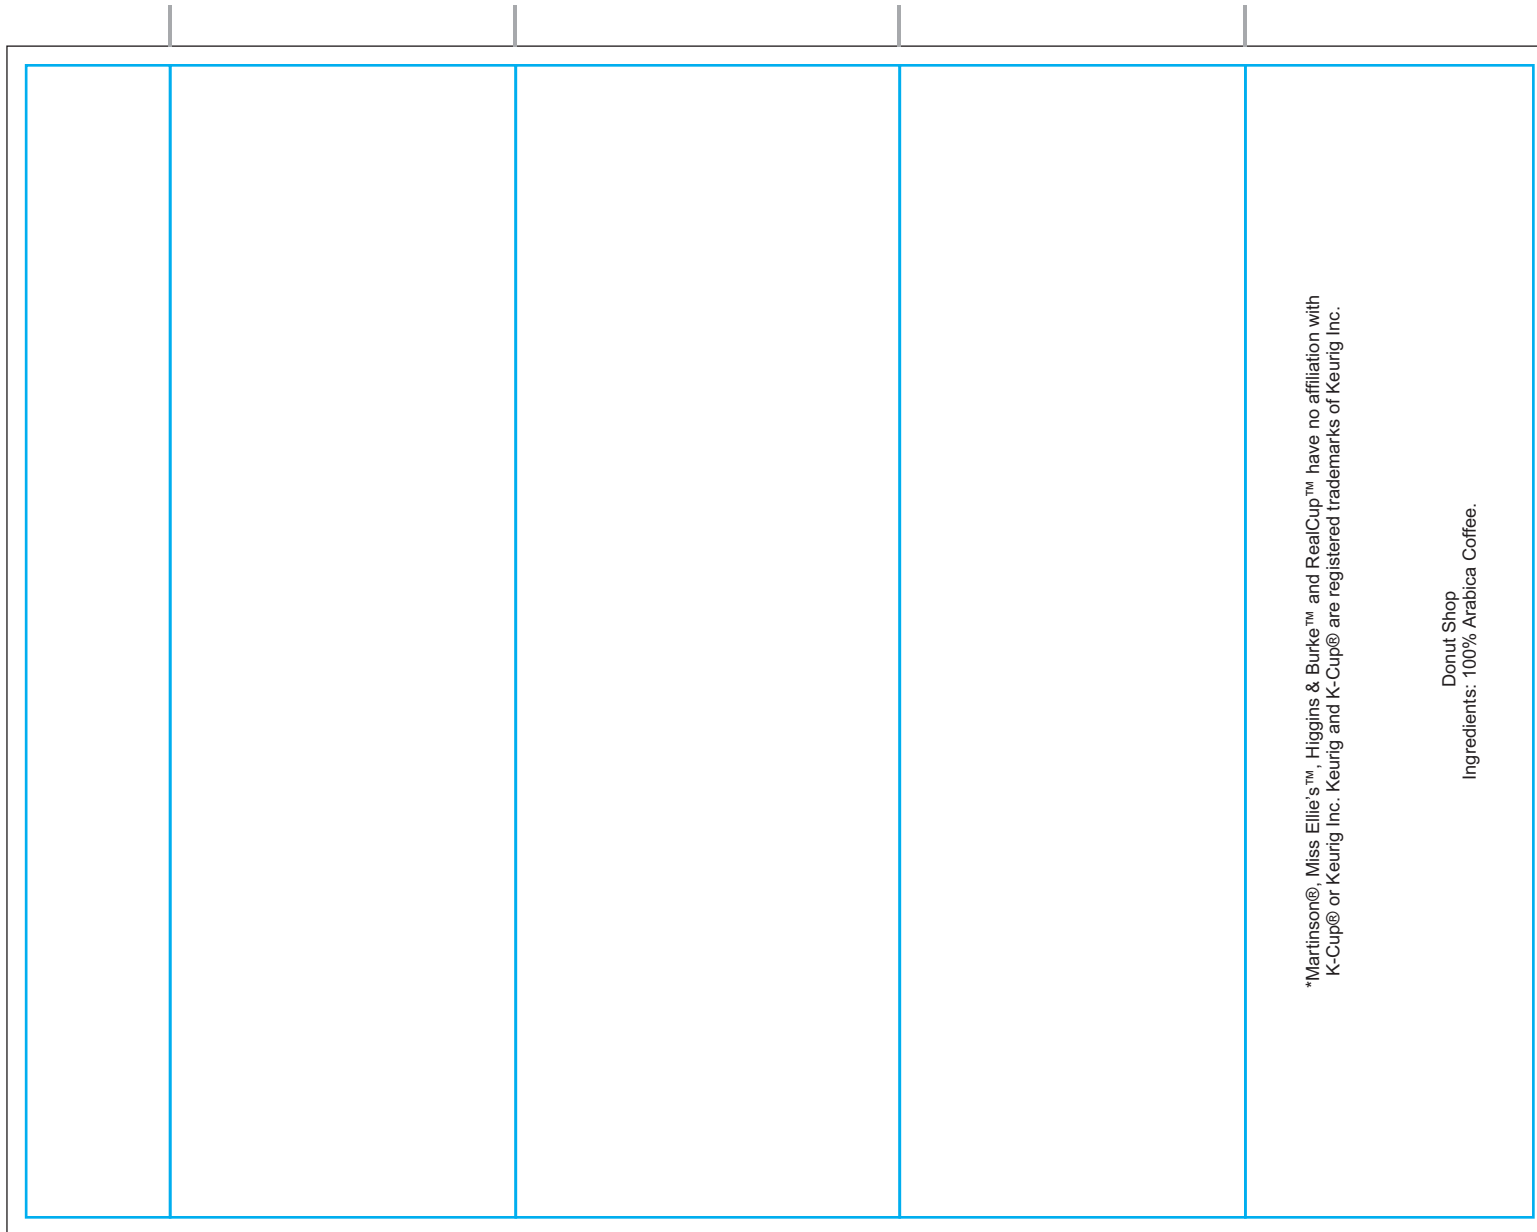 *Martinson®, Miss Ellie’s™, Higgins & Burke™ and RealCup™ have no affiliation with
K-Cup® or Keurig Inc. Keurig and K-Cup® are registered trademarks of Keurig Inc.
Donut Shop
Ingredients: 100% Arabica Coffee.